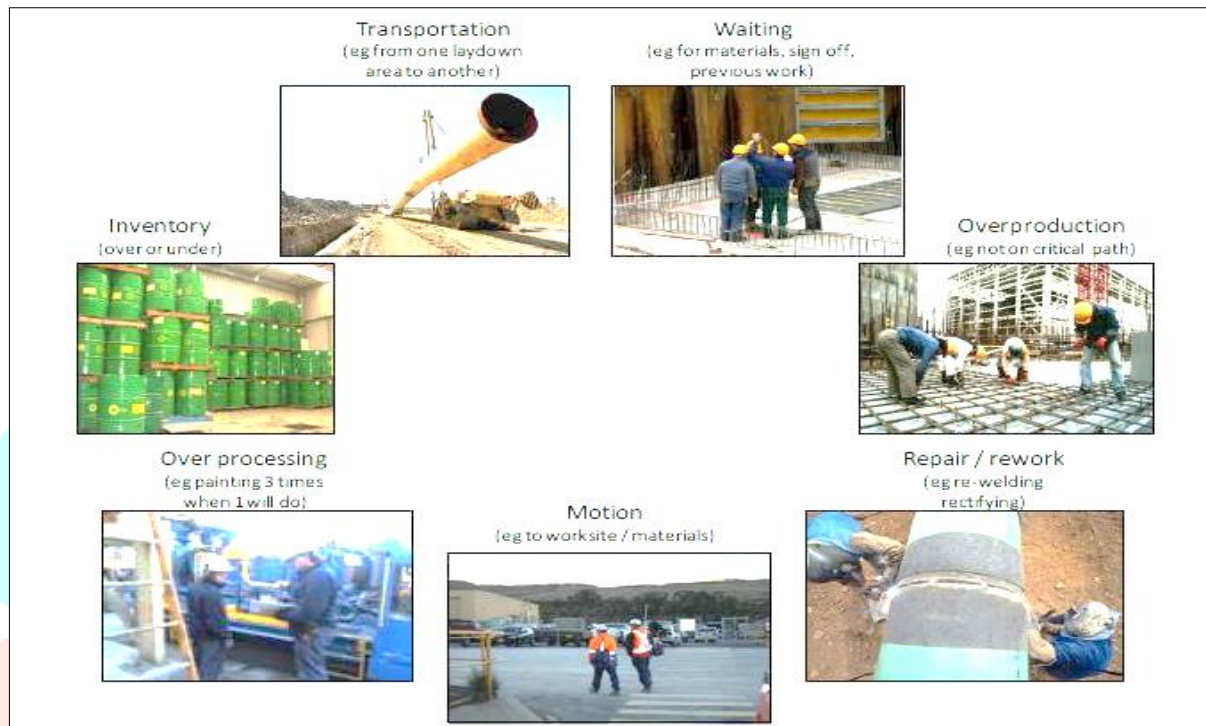 Transportation
(eg from one laydown
area to another)
Waiting
(eg for materials, sign off,
previous work)
Inventory
(over or under)
Overproduction
(eg not on critical path)
Over processing
(eg painting 3 times
when 1 will do)
Motion
(eg to worksite / materials)
Repair / rework
(eg re-welding
rectifying)